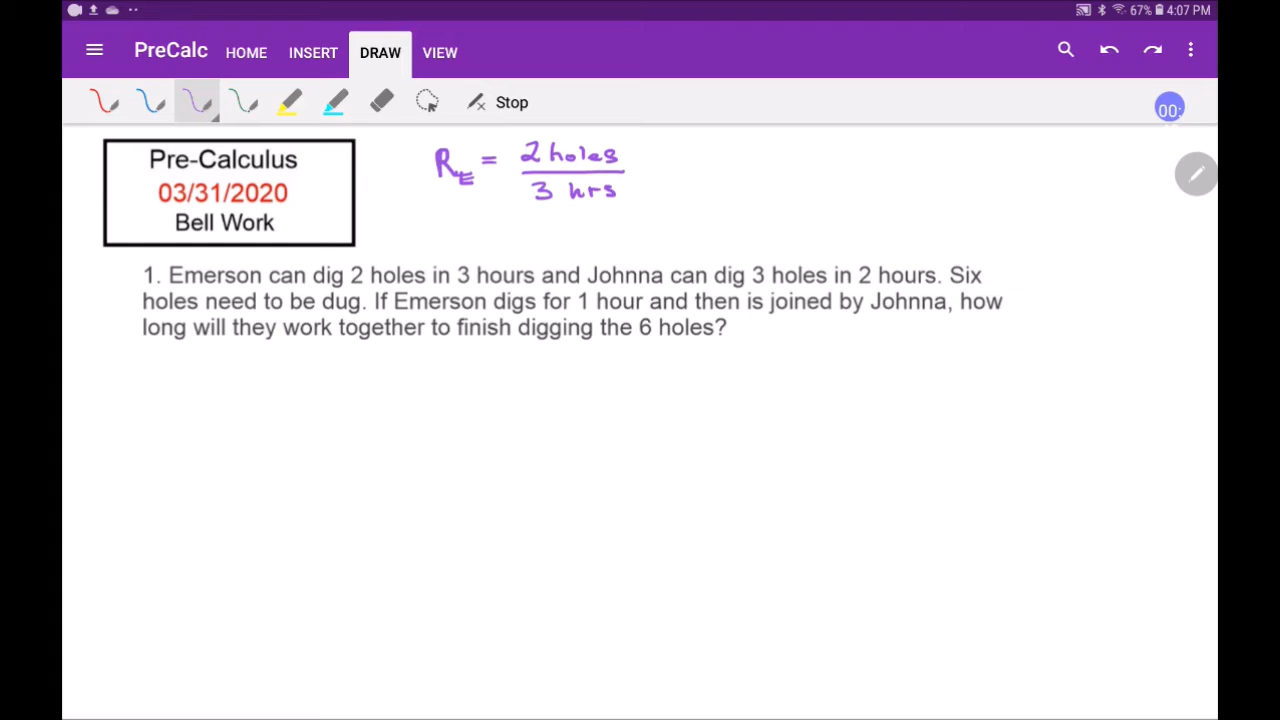 67% 4:07 PM
PreCalc HOME INSERT DRAW VIEW
Stop
00:
Pre-Calculus
03/31/2020
Bell Work
R_E = 2 holes
3 hrs
1. Emerson can dig 2 holes in 3 hours and Johnna can dig 3 holes in 2 hours. Six
holes need to be dug. If Emerson digs for 1 hour and then is joined by Johnna, how
long will they work together to finish digging the 6 holes?